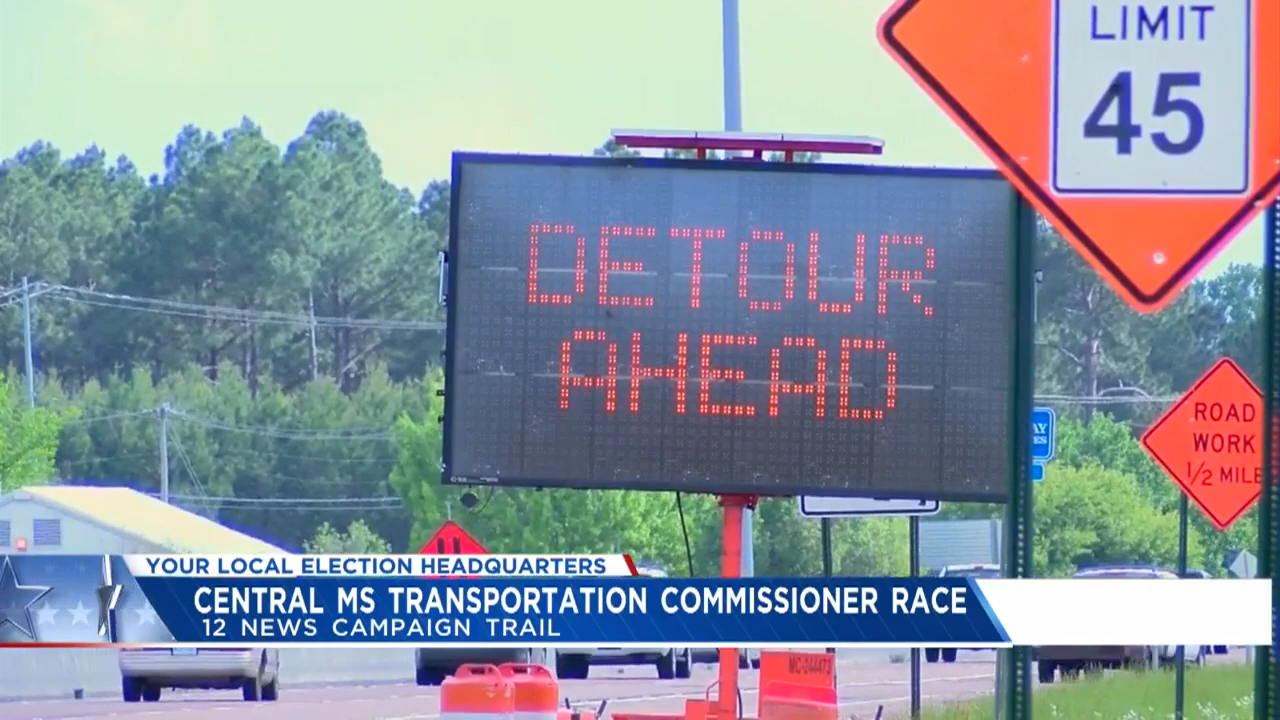 LIMIT
45
DETOUR
AHEAD
ROAD
WORK
1/2 MILE
YOUR LOCAL ELECTION HEADQUARTERS
CENTRAL MS TRANSPORTATION COMMISSIONER RACE
12 NEWS CAMPAIGN TRAIL